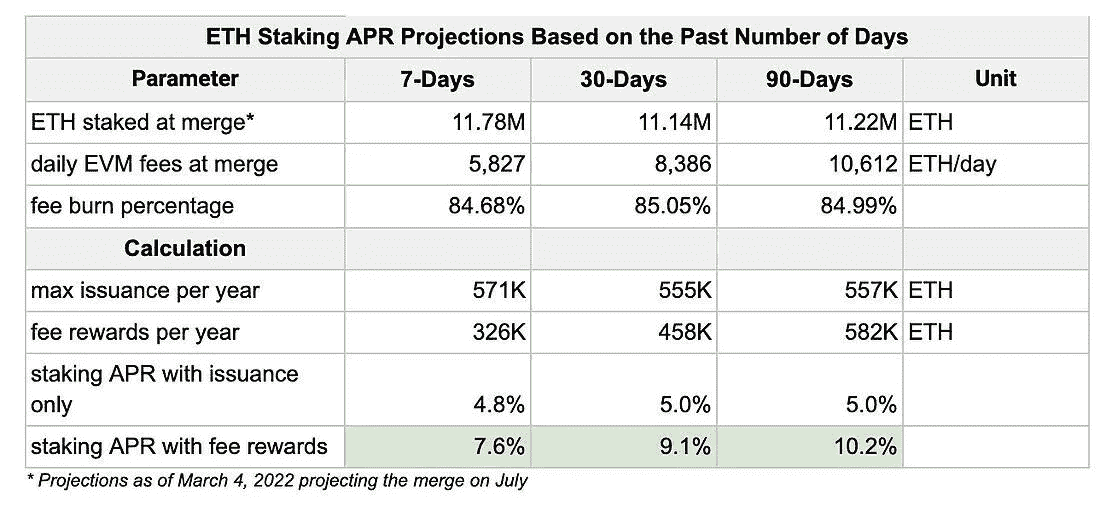 ETH Staking APR Projections Based on the Past Number of Days
Parameter 7-Days 30-Days 90-Days Unit
ETH staked at merge* 11.78M 11.14M 11.22M ETH
daily EVM fees at merge 5,827 8,386 10,612 ETH/day
fee burn percentage 84.68% 85.05% 84.99%
Calculation
max issuance per year 571K 555K 557K ETH
fee rewards per year 326K 458K 582K ETH
staking APR with issuance
only 4.8% 5.0% 5.0%
staking APR with fee rewards 7.6% 9.1% 10.2%
* Projections as of March 4, 2022 projecting the merge on July